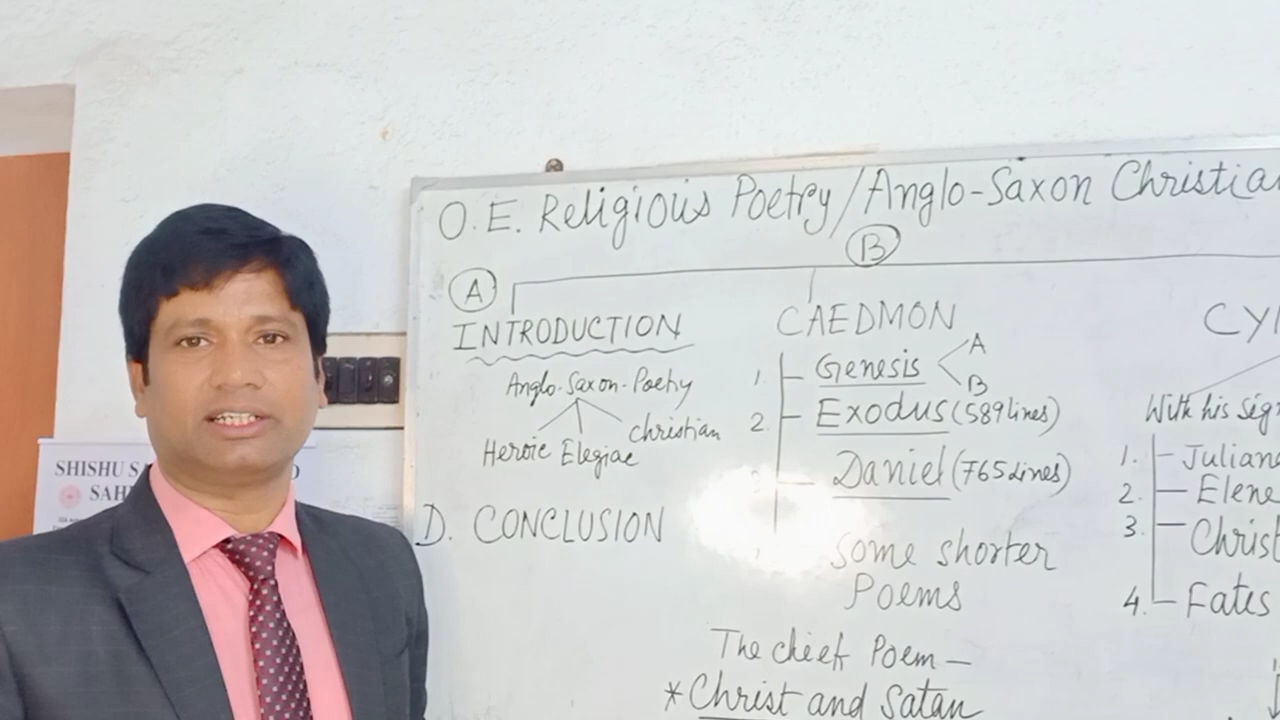 O.E. Religious Poetry/Anglo-Saxon Christian
A
B
INTRODUCTION
Anglo-Saxon-Poetry
Heroic Elegiac Christian
D. CONCLUSION
CAEDMON
1. Genesis A
B
2. Exodus (589 lines)
Daniel (765 Lines)
Some shorter
Poems
The chief Poem –
*Christ and Satan
CY
With his sig
1. Juliana
2. Elene
3. Christ
4. Fates
SHISHU SA
SAH